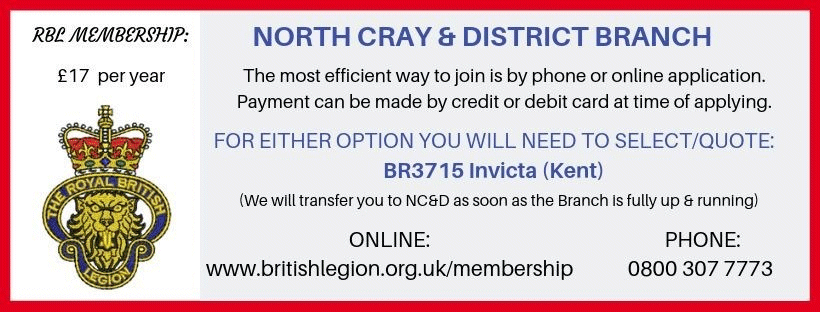 RBL MEMBERSHIP:
£17 per year
THE ROYAL BRITISH
LEGION
NORTH CRAY & DISTRICT BRANCH
The most efficient way to join is by phone or online application.
Payment can be made by credit or debit card at time of applying.
FOR EITHER OPTION YOU WILL NEED TO SELECT/QUOTE:
BR3715 Invicta (Kent)
(We will transfer you to NC&D as soon as the Branch is fully up & running)
ONLINE:
www.britishlegion.org.uk/membership
PHONE:
0800 307 7773